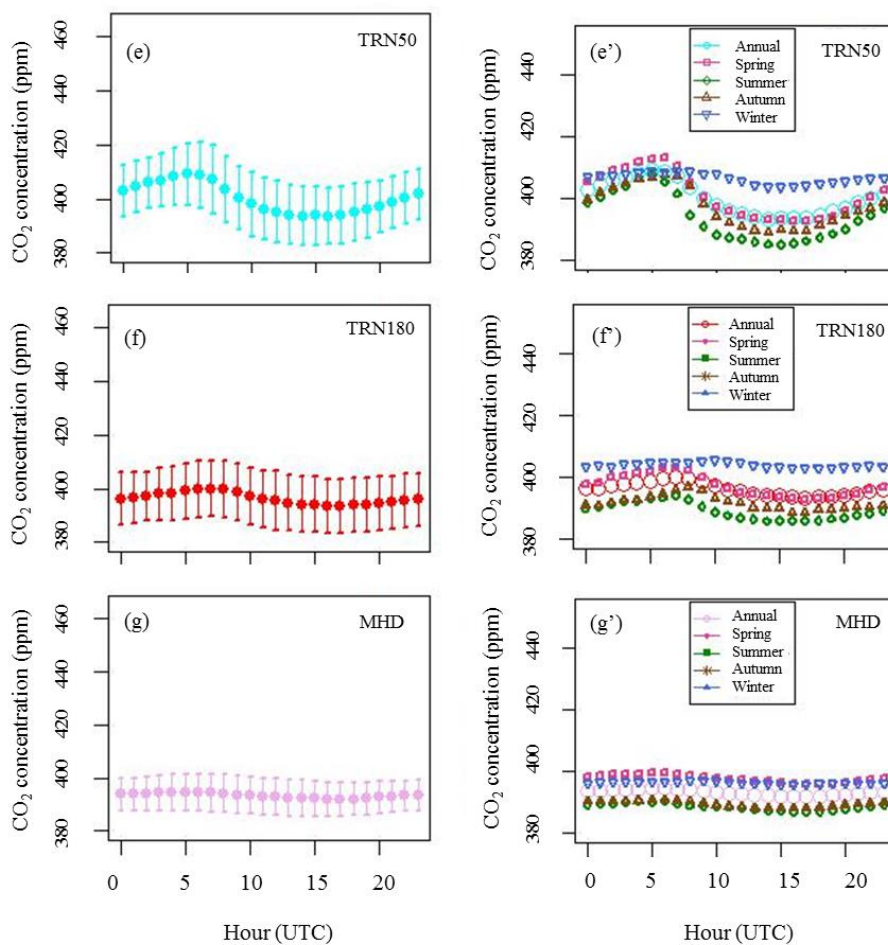 (e)
TRN50
CO₂ concentration (ppm)
460
440
420
400
380
(e’)
Annual
Spring
Summer
Autumn
Winter
TRN50
CO₂ concentration (ppm)
440
420
400
380
(f)
TRN180
CO₂ concentration (ppm)
460
440
420
400
380
(f’)
Annual
Spring
Summer
Autumn
Winter
TRN180
CO₂ concentration (ppm)
440
420
400
380
(g)
MHD
CO₂ concentration (ppm)
460
440
420
400
380
0 5 10 15 20
Hour (UTC)
(g’)
Annual
Spring
Summer
Autumn
Winter
MHD
CO₂ concentration (ppm)
440
420
400
380
0 5 10 15 20
Hour (UTC)